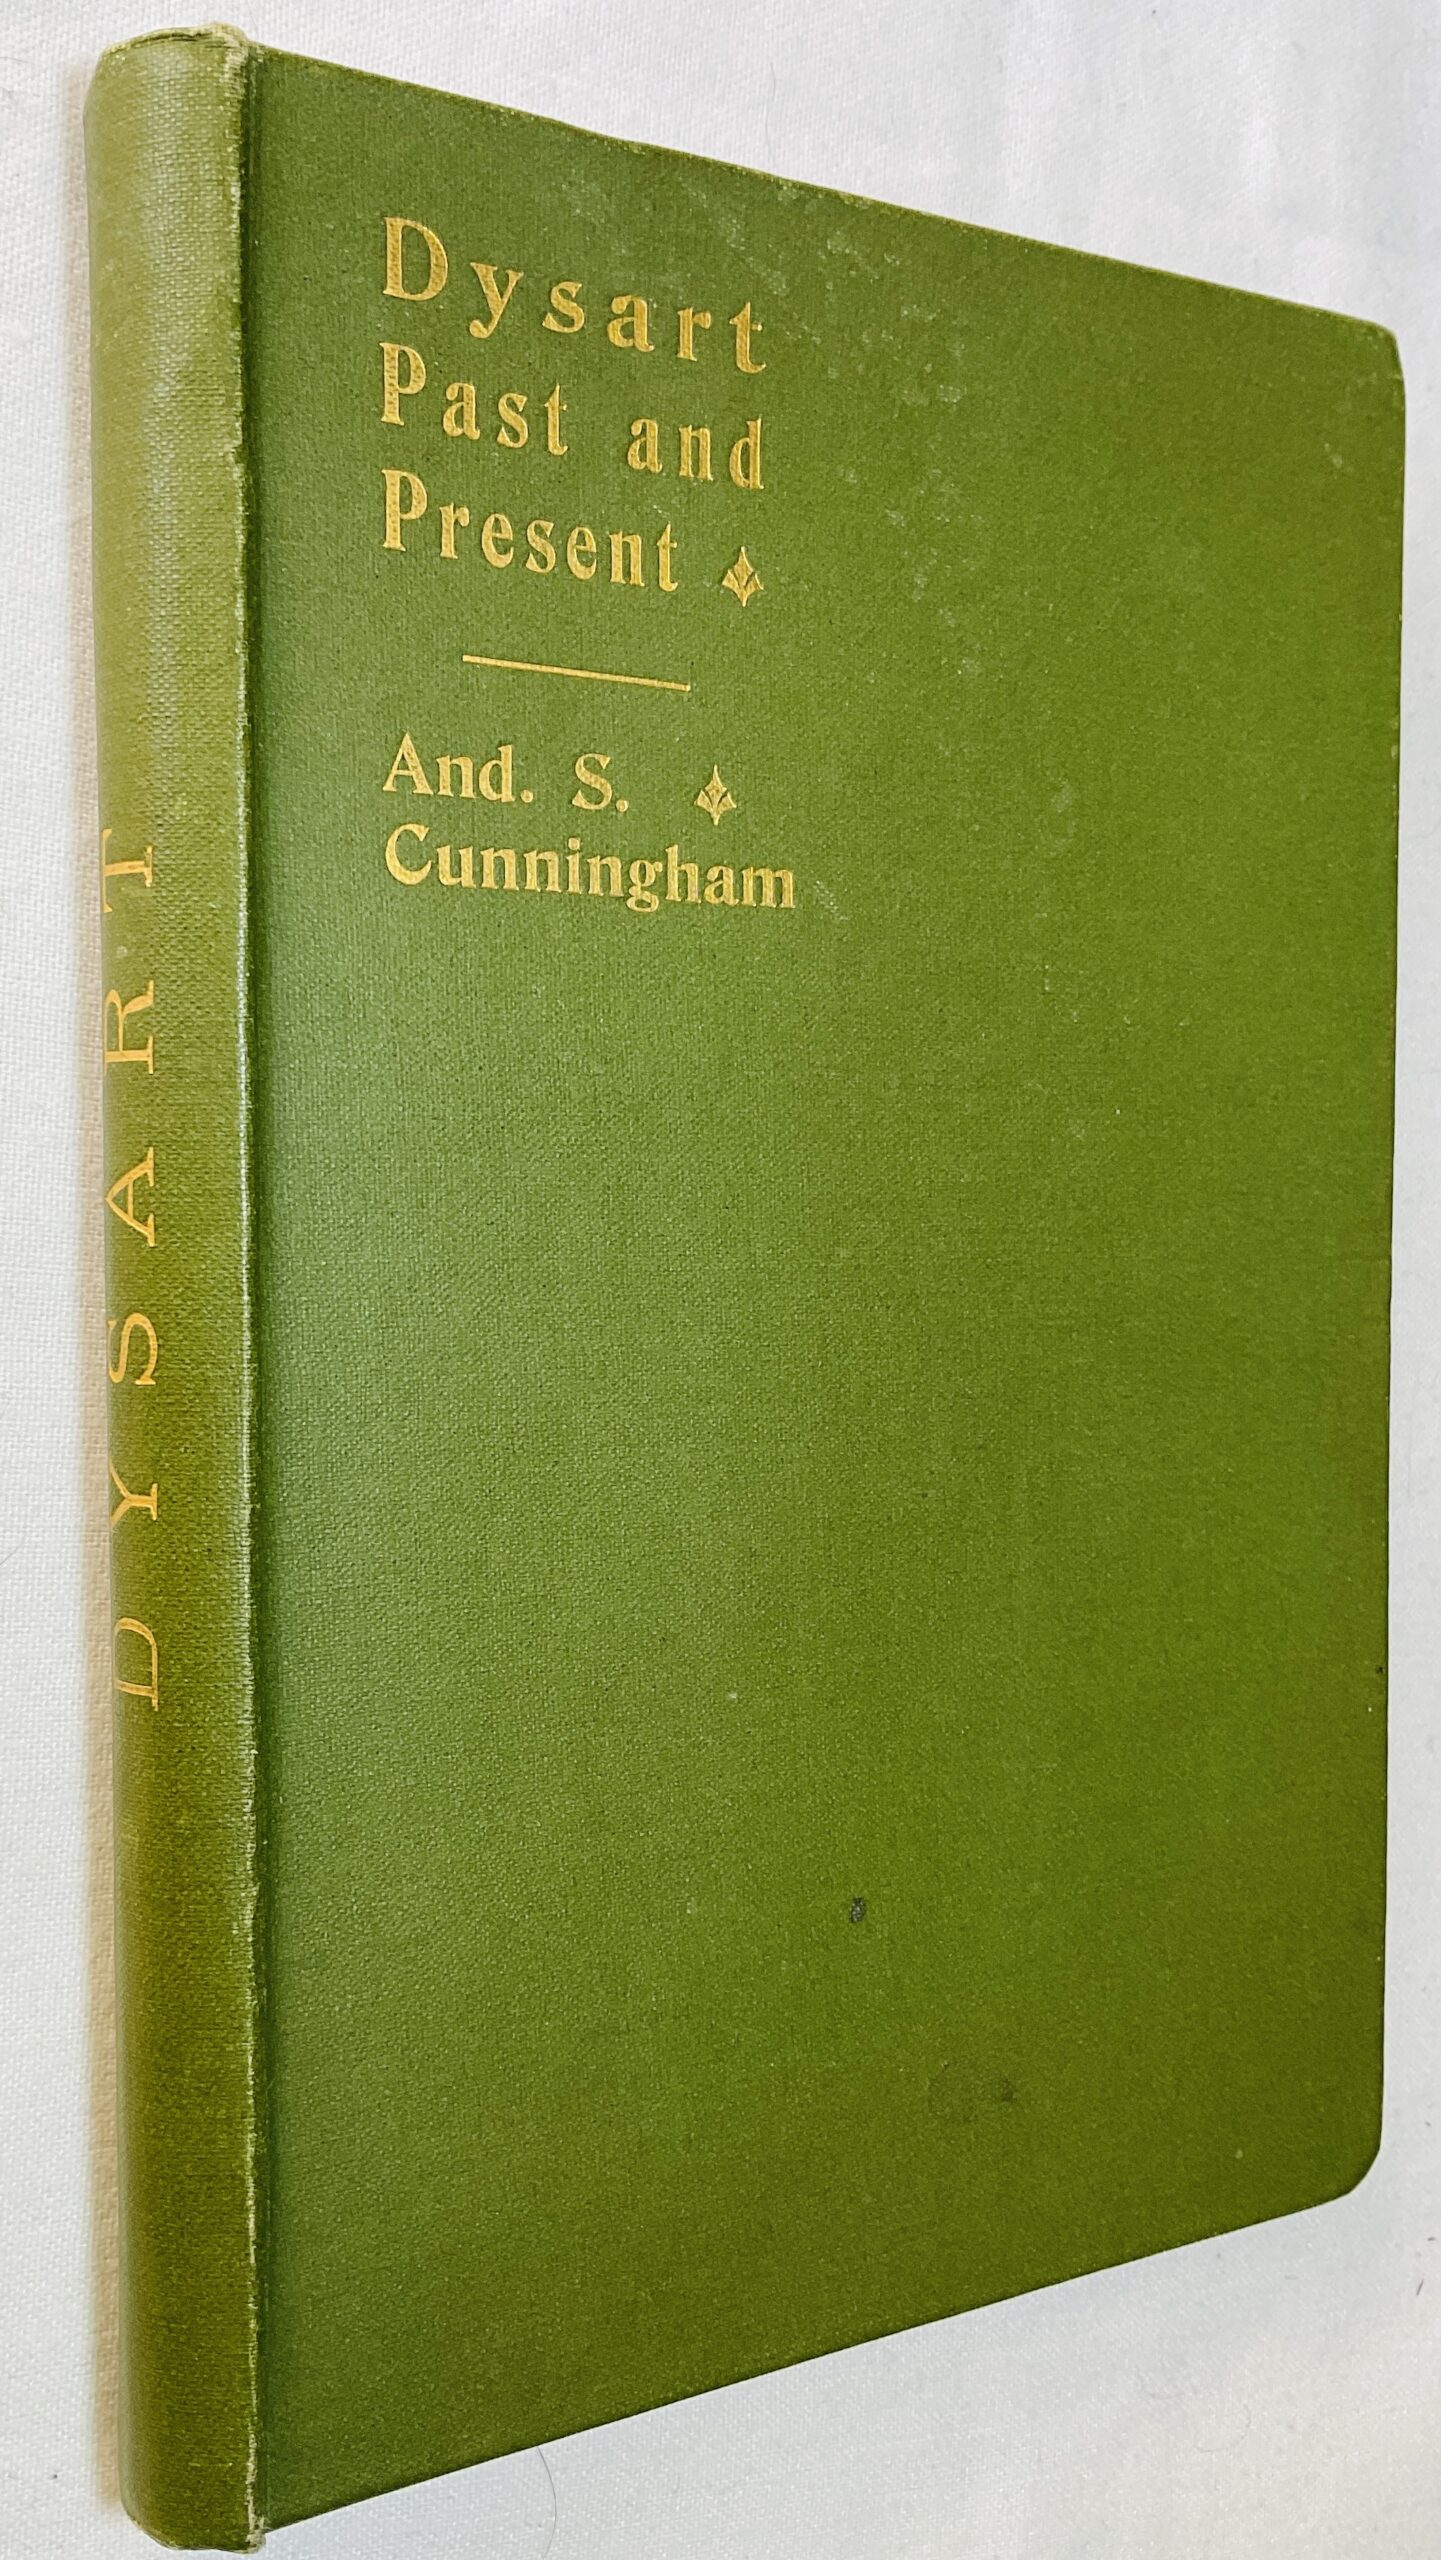 Dysart
Past and
Present
And. S.
Cunningham
DYSART